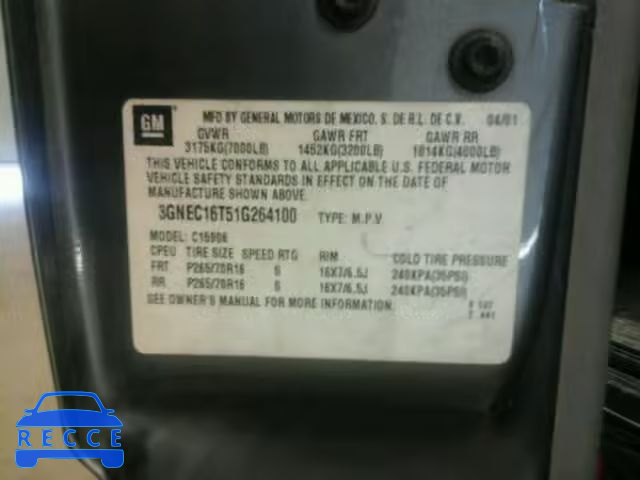 GM
MFD BY GENERAL MOTORS DE MEXICO, S. DE R.L. DE C.V. 04/01
GVWR GAWR FRT GAWR RR
3175KG(7000LB) 1452KG(3200LB) 1814KG(4000LB)
THIS VEHICLE CONFORMS TO ALL APPLICABLE U.S. FEDERAL MOTOR
VEHICLE SAFETY STANDARDS IN EFFECT ON THE DATE OF
MANUFACTURE SHOWN ABOVE.
3GNEC16T51G264100 TYPE: M.P.V
MODEL: C15906
TIRE SIZE SPEED RTG RIM COLD TIRE PRESSURE
FRT P265/70R16 S 16X7/6.5J 240KPA(35PSI)
RR P265/70R16 S 16X7/6.5J 240KPA(35PSI)
SEE OWNER'S MANUAL FOR MORE INFORMATION.
RECCE